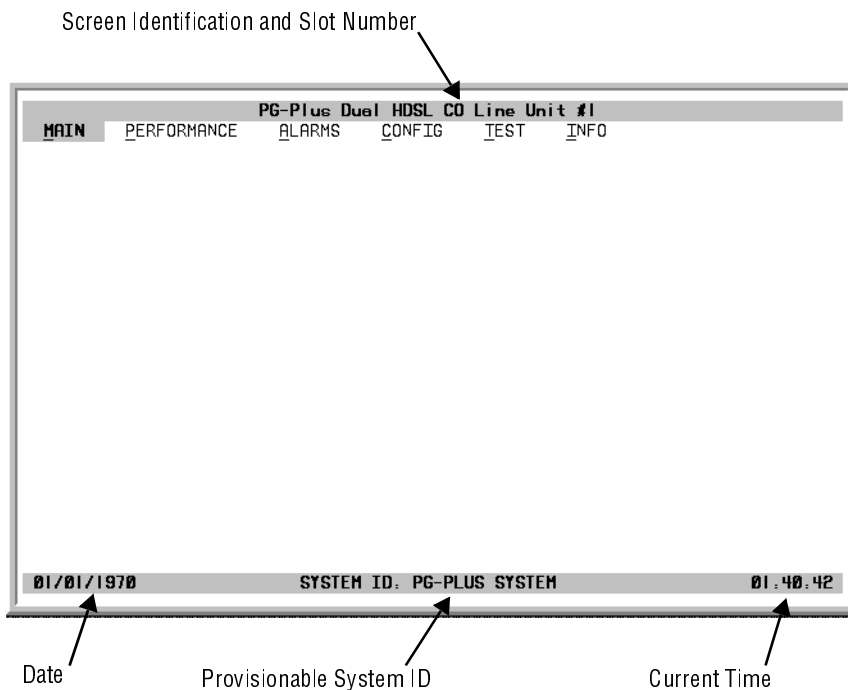 Screen Identification and Slot Number
PG-Plus Dual HDSL CO Line Unit #1
MAIN PERFORMANCE ALARMS CONFIG TEST INFO
01/01/1970 SYSTEM ID: PG-PLUS SYSTEM 01:40:42
Date Provisionable System ID Current Time